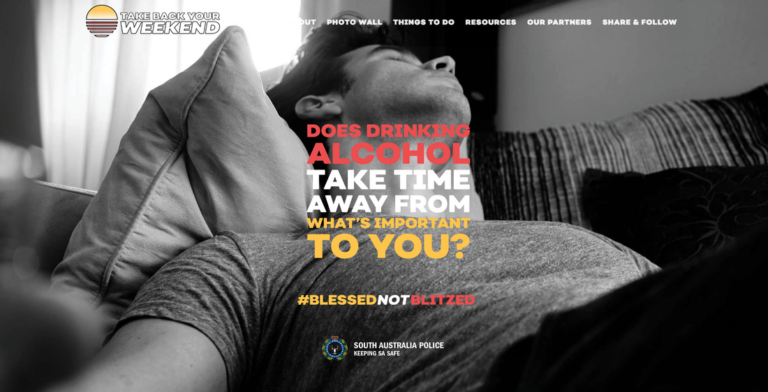 TAKE BACK YOUR
WEEKEND
PHOTO WALL
THINGS TO DO
RESOURCES
OUR PARTNERS
SHARE & FOLLOW
DOES DRINKING
ALCOHOL
TAKE TIME
AWAY FROM
WHAT'S IMPORTANT
TO YOU?
#BLESSEDNOTBLITZED
SOUTH AUSTRALIA POLICE
KEEPING SA SAFE